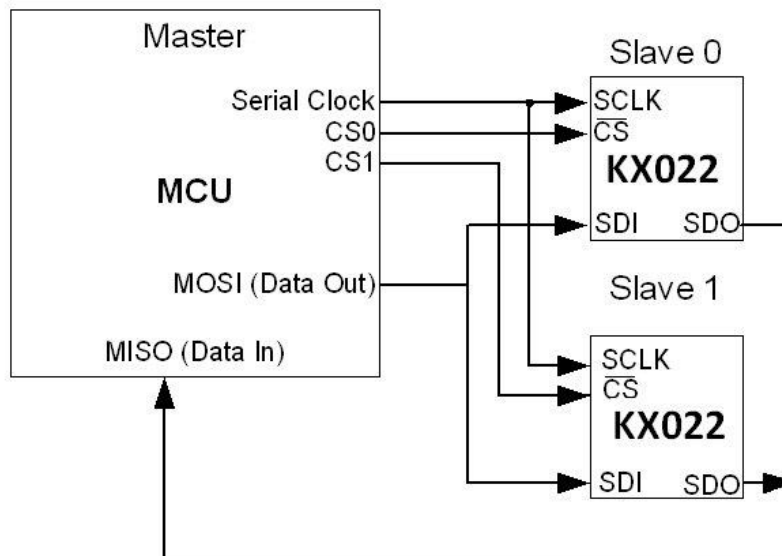 Master
Serial Clock
CS0
CS1
MCU
MOSI (Data Out)
MISO (Data In)
Slave 0
SCLK
CS
KX022
SDI SDO
Slave 1
SCLK
CS
KX022
SDI SDO